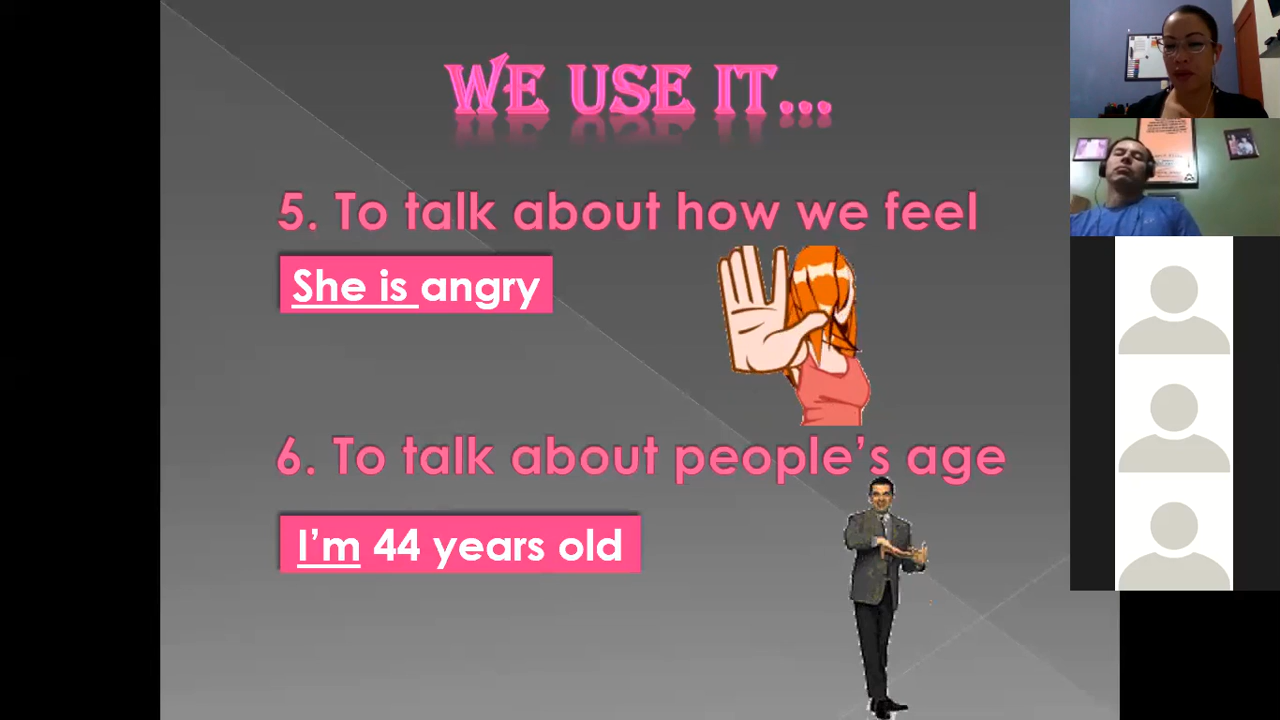 WE USE IT...
5. To talk about how we feel
She is angry
6. To talk about people's age
I'm 44 years old